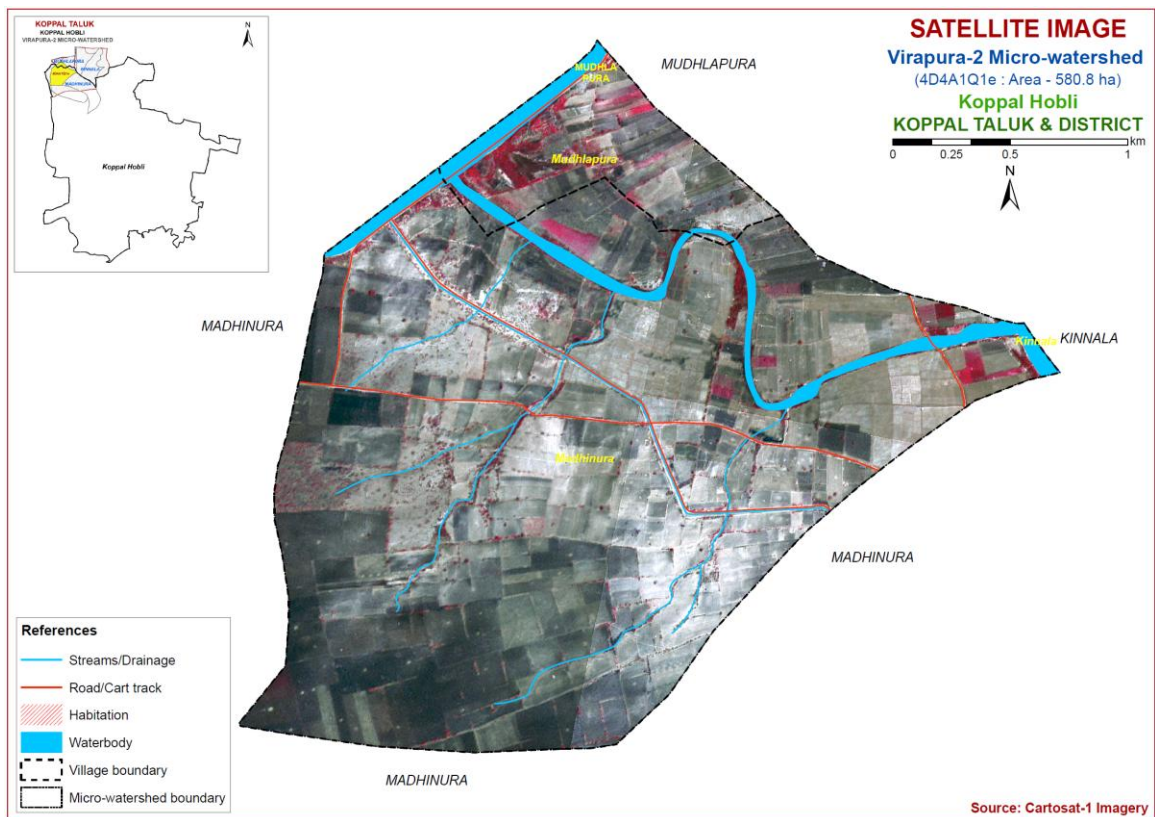 KOPPAL TALUK
KOPPAL HOBLI
VIRAPURA-2 MICRO-WATERSHED
N
Koppal Hobli
SATELLITE IMAGE
Virapura-2 Micro-watershed
(4D4A1Q1e : Area - 580.8 ha)
Koppal Hobli
KOPPAL TALUK & DISTRICT
km
0 0.25 0.5 1
N
MUDHLAPURA
MUDHLA
PURA
Mudhlapura
MADHINURA
KINNALA
Kinnala
Madhinura
MADHINURA
MADHINURA
References
Streams/Drainage
Road/Cart track
Habitation
Waterbody
Village boundary
Micro-watershed boundary
Source: Cartosat-1 Imagery